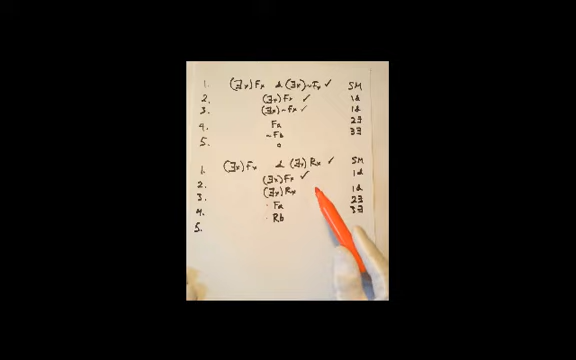 1. (∃x)Fx & (∃x)~Fx ✓ SM
2. (∃x)Fx ✓ 1&
3. (∃x)~Fx ✓ 1&
4. Fa 2∃
5. ~Fb 3∃
o
1. (∃x)Fx & (∃x)Rx ✓ SM
2. (∃x)Fx ✓ 1&
3. (∃x)Rx 1&
4. Fa 2∃
5. Rb 3∃